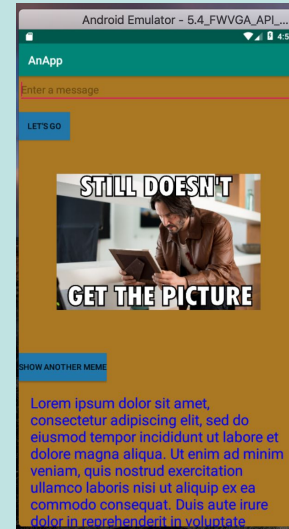 Android Emulator - 5.4_FWVGA_API_...
4:5
AnApp
Enter a message
LET'S GO
STILL DOESN'T
GET THE PICTURE
SHOW ANOTHER MEME
Lorem ipsum dolor sit amet,
consectetur adipiscing elit, sed do
eiusmod tempor incididunt ut labore et
dolore magna aliqua. Ut enim ad minim
veniam, quis nostrud exercitation
ullamco laboris nisi ut aliquip ex ea
commodo consequat. Duis aute irure
dolor in reprehenderit in voluptate